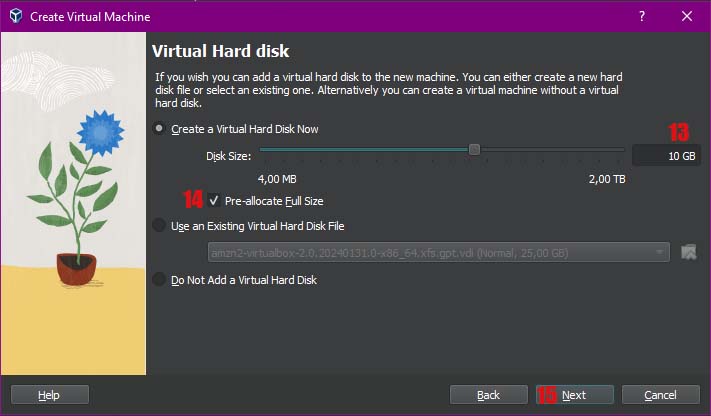 Create Virtual Machine
Virtual Hard disk
If you wish you can add a virtual hard disk to the new machine. You can either create a new hard
disk file or select an existing one. Alternatively you can create a virtual machine without a virtual
hard disk.
Create a Virtual Hard Disk Now
13
Disk Size:
10 GB
4,00 MB
2,00 TB
14
Pre-allocate Full Size
Use an Existing Virtual Hard Disk File
amzn2-virtualbox-2.0.20240131.0-x86_64.xfs.gpt.vdi (Normal, 25,00 GB)
Do Not Add a Virtual Hard Disk
Help
Back
15
Next
Cancel